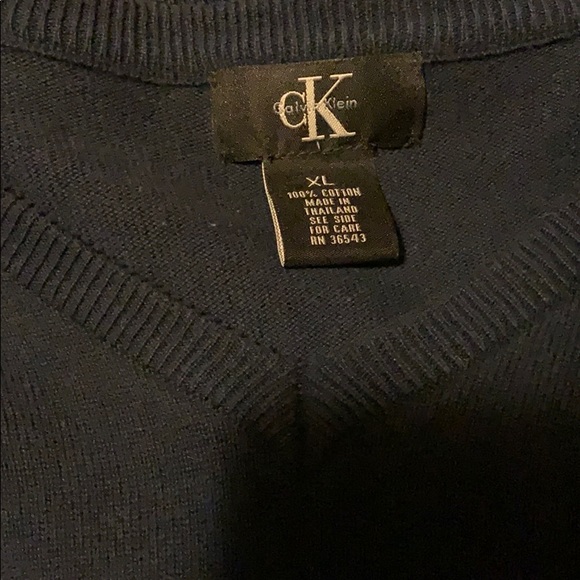 cK
Calvin Klein
XL
100% COTTON
MADE IN
THAILAND
SEE SIDE
FOR CARE
RN 36543